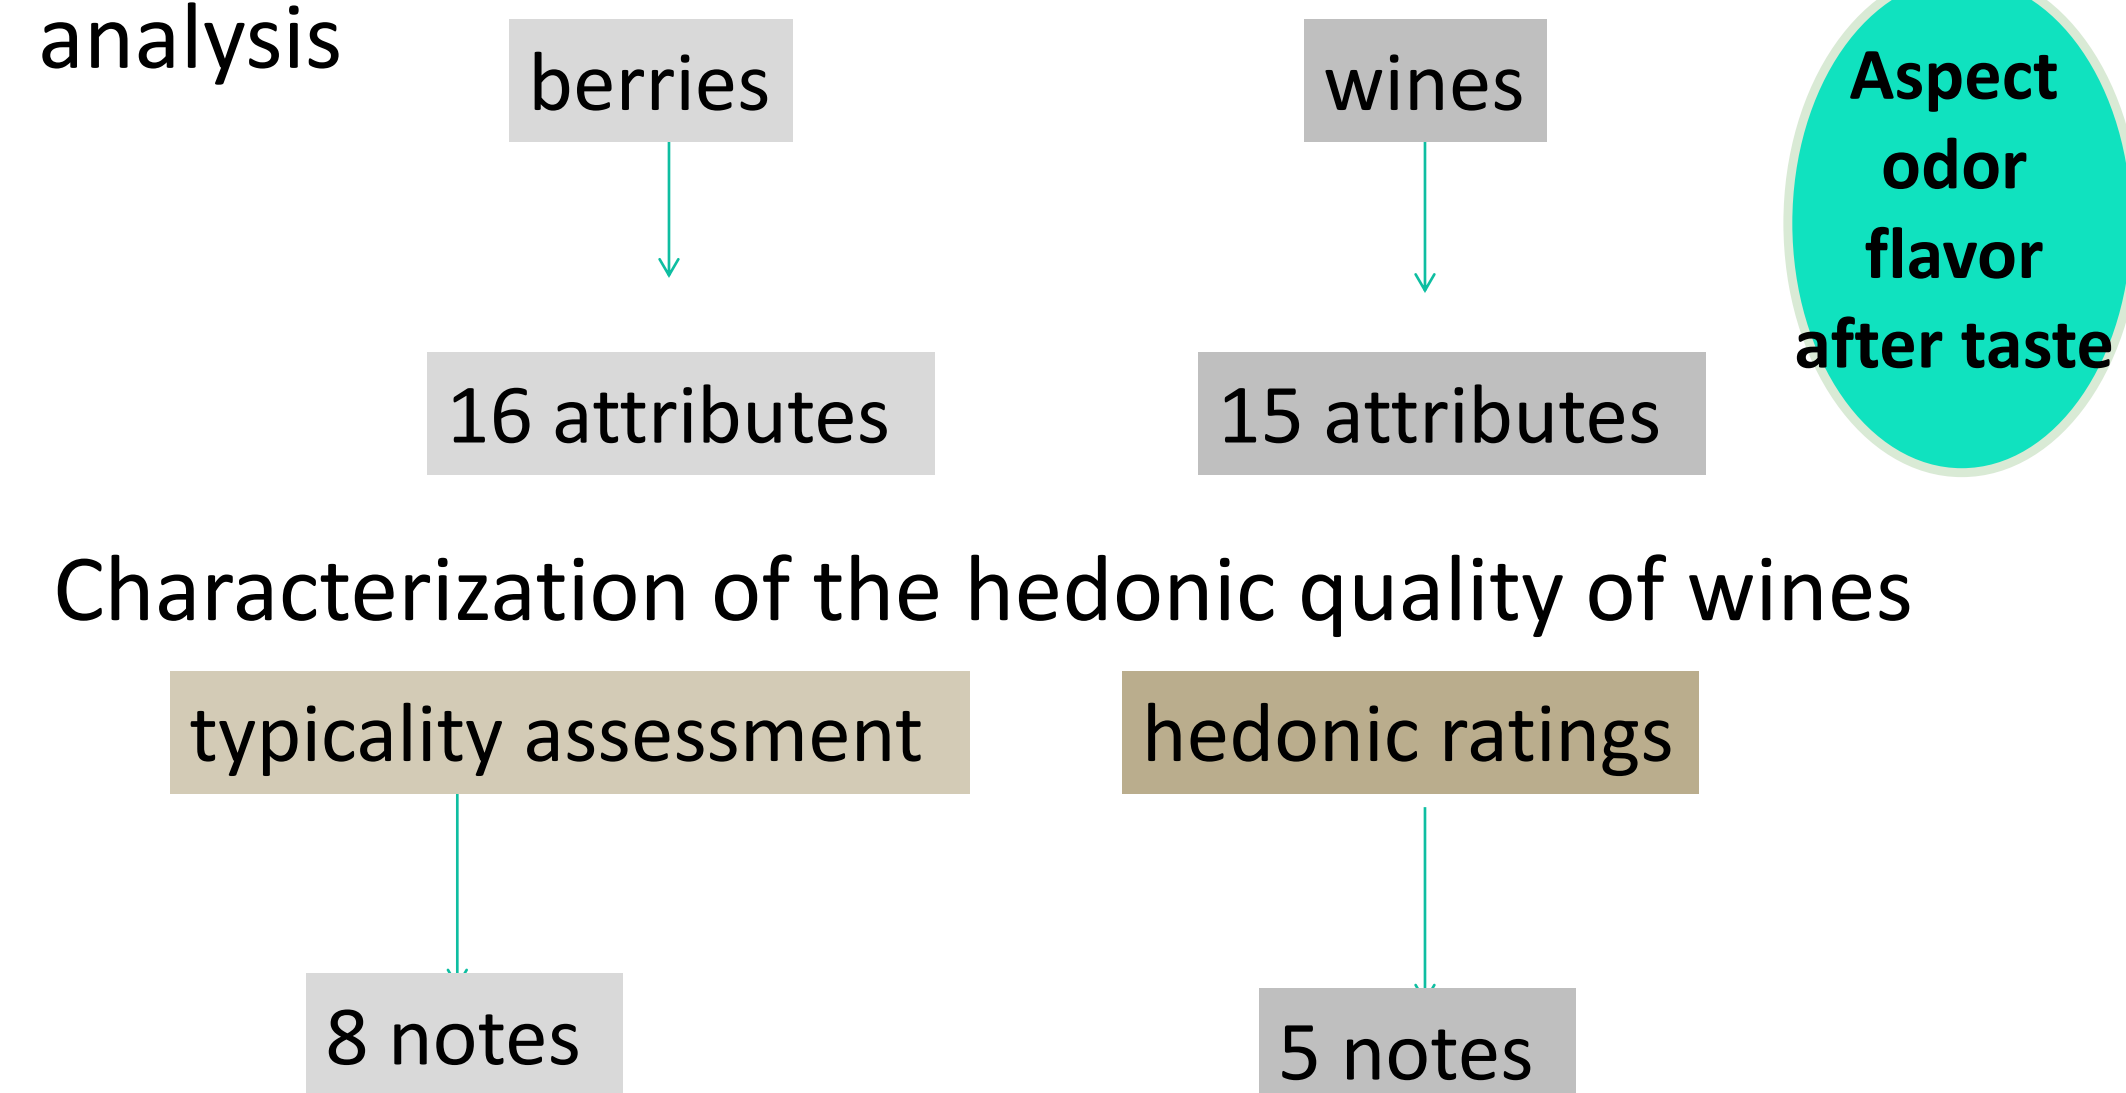 analysis
berries
wines
Aspect
odor
flavor
after taste
16 attributes
15 attributes
Characterization of the hedonic quality of wines
typicality assessment
hedonic ratings
8 notes
5 notes